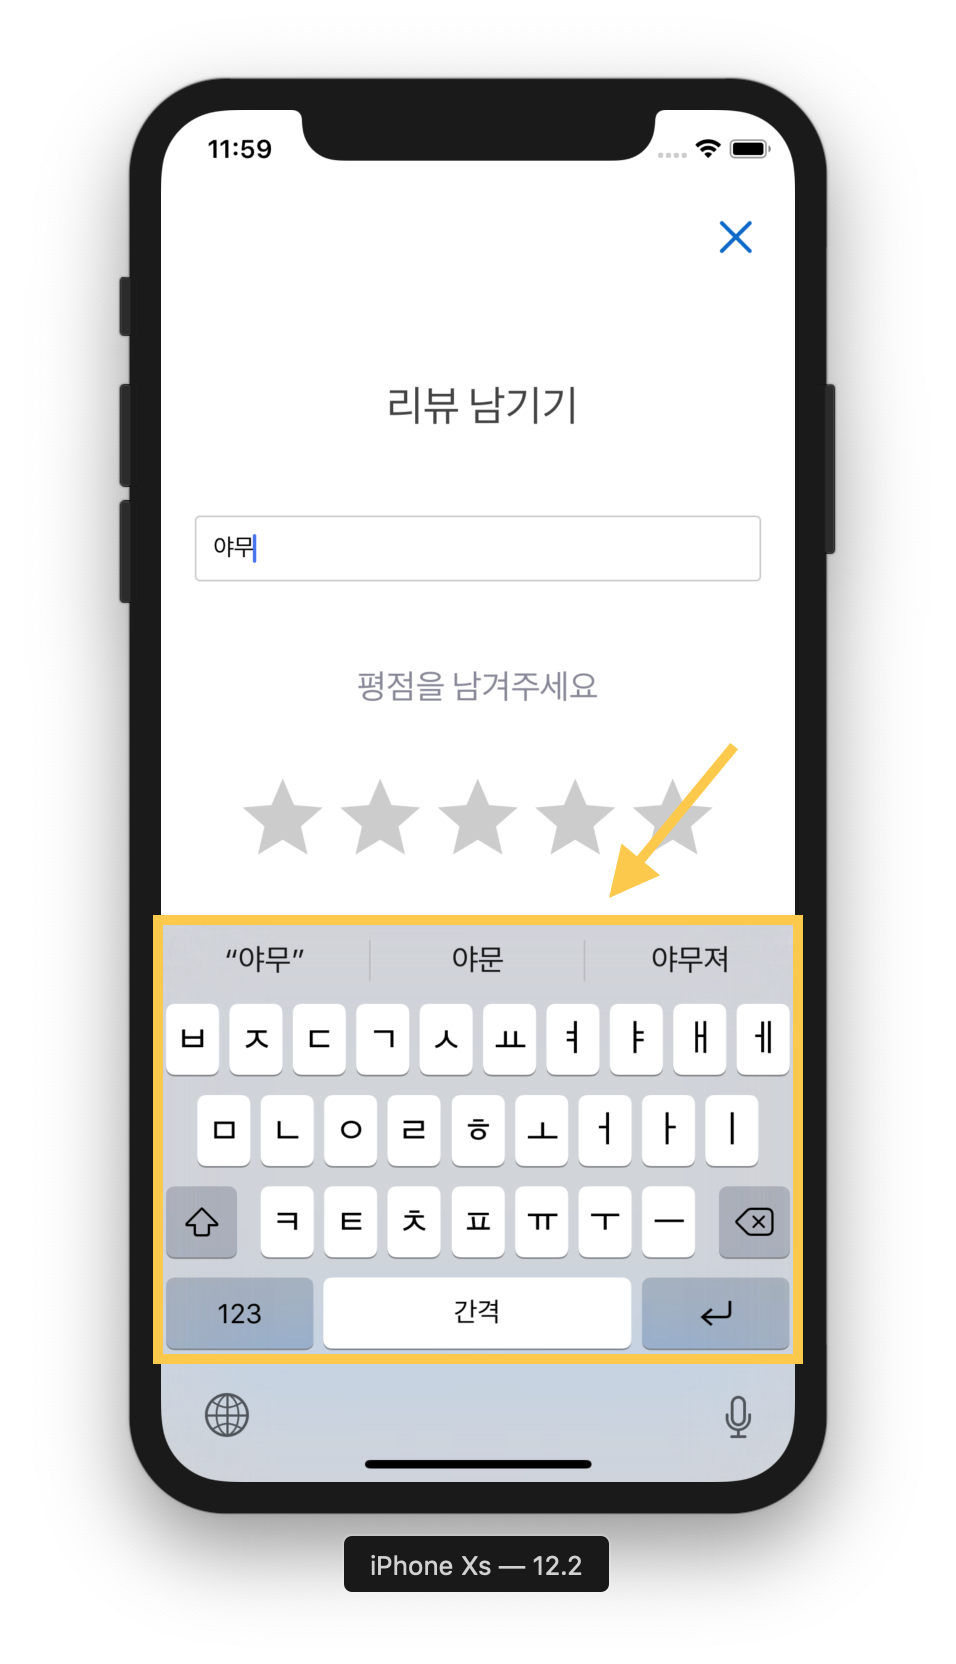 11:59
리뷰 남기기
야무
평점을 남겨주세요
“야무” 야문 야무져
ㅂ ㅈ ㄷ ㄱ ㅅ ㅛ ㅕ ㅑ ㅐ ㅔ
ㅁ ㄴ ㅇ ㄹ ㅎ ㅗ ㅓ ㅏ ㅣ
ㅋ ㅌ ㅊ ㅍ ㅠ ㅜ ㅡ
123 간격
iPhone Xs — 12.2